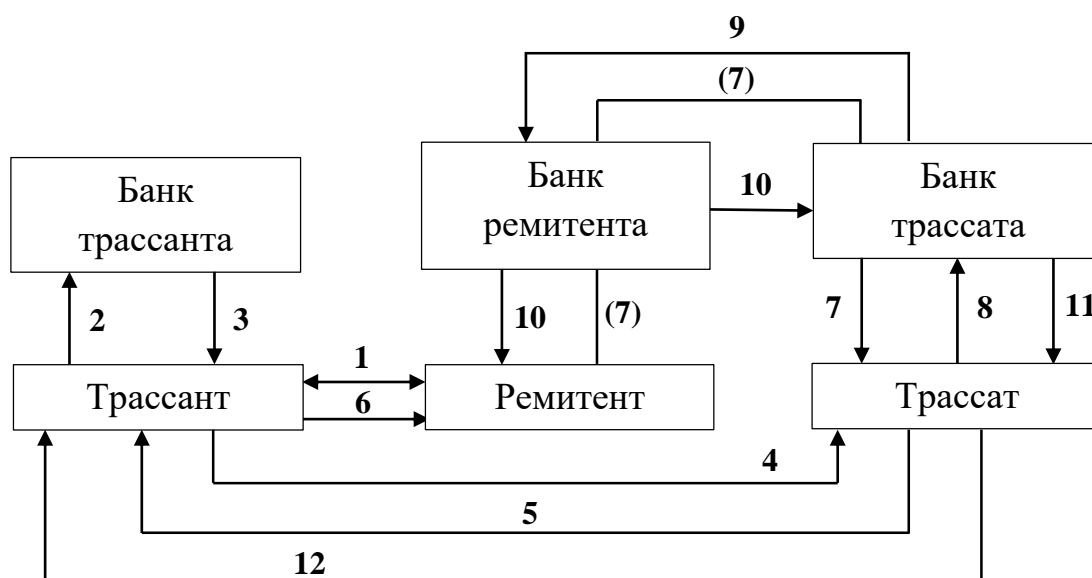 9
(7)
Банк
трассанта
Банк
ремитента
10
Банк
трассата
2
3
10
(7)
7
8
11
1
Трассант
6
Ремитент
Трассат
4
5
12